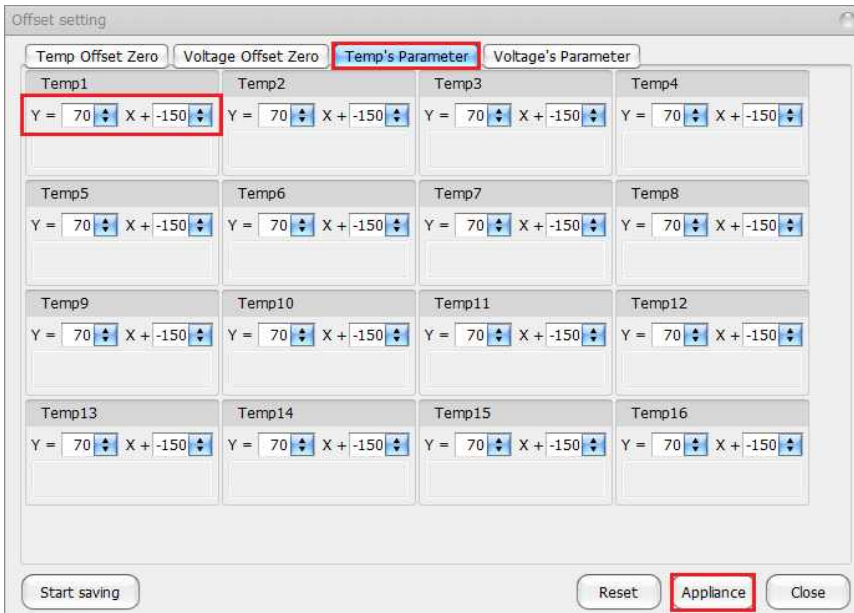 Offset setting
Temp Offset Zero Voltage Offset Zero Temp's Parameter Voltage's Parameter
Temp1 Temp2 Temp3 Temp4
Y = 70 X + -150 Y = 70 X + -150 Y = 70 X + -150 Y = 70 X + -150
Temp5 Temp6 Temp7 Temp8
Y = 70 X + -150 Y = 70 X + -150 Y = 70 X + -150 Y = 70 X + -150
Temp9 Temp10 Temp11 Temp12
Y = 70 X + -150 Y = 70 X + -150 Y = 70 X + -150 Y = 70 X + -150
Temp13 Temp14 Temp15 Temp16
Y = 70 X + -150 Y = 70 X + -150 Y = 70 X + -150 Y = 70 X + -150
Start saving Reset Appliance Close